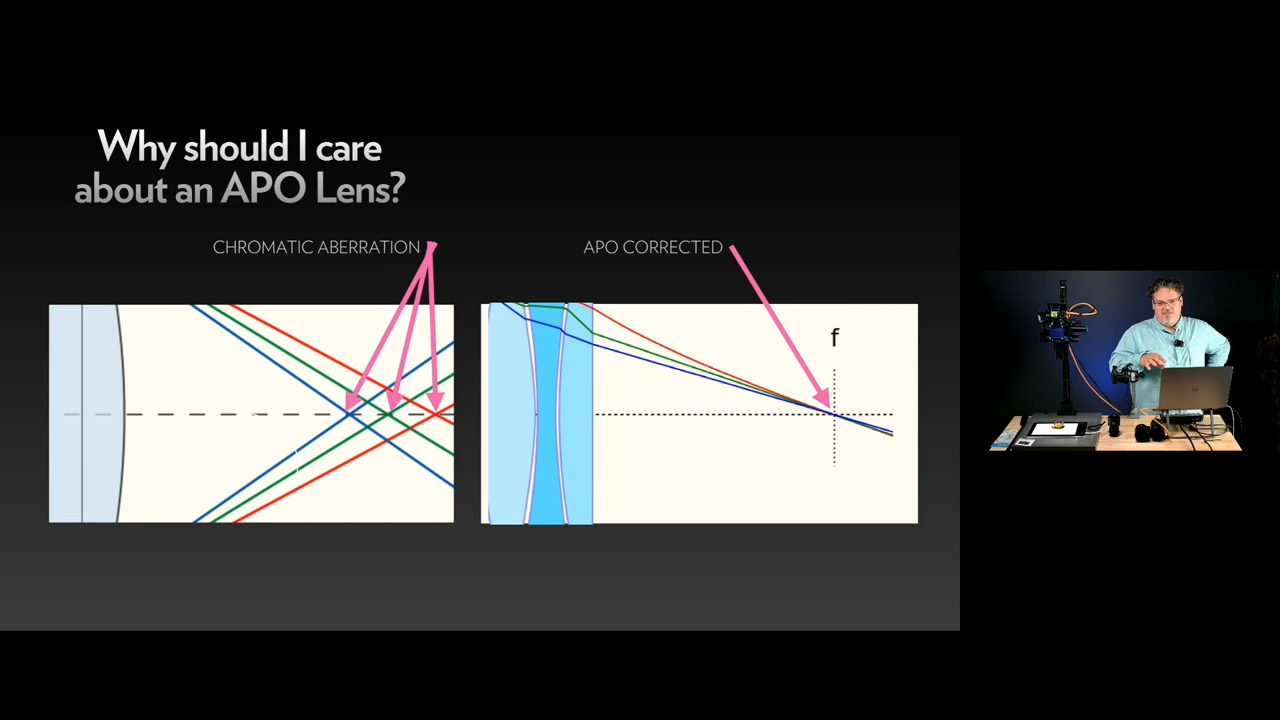 Why should I care
about an APO Lens?
CHROMATIC ABERRATION
APO CORRECTED
f